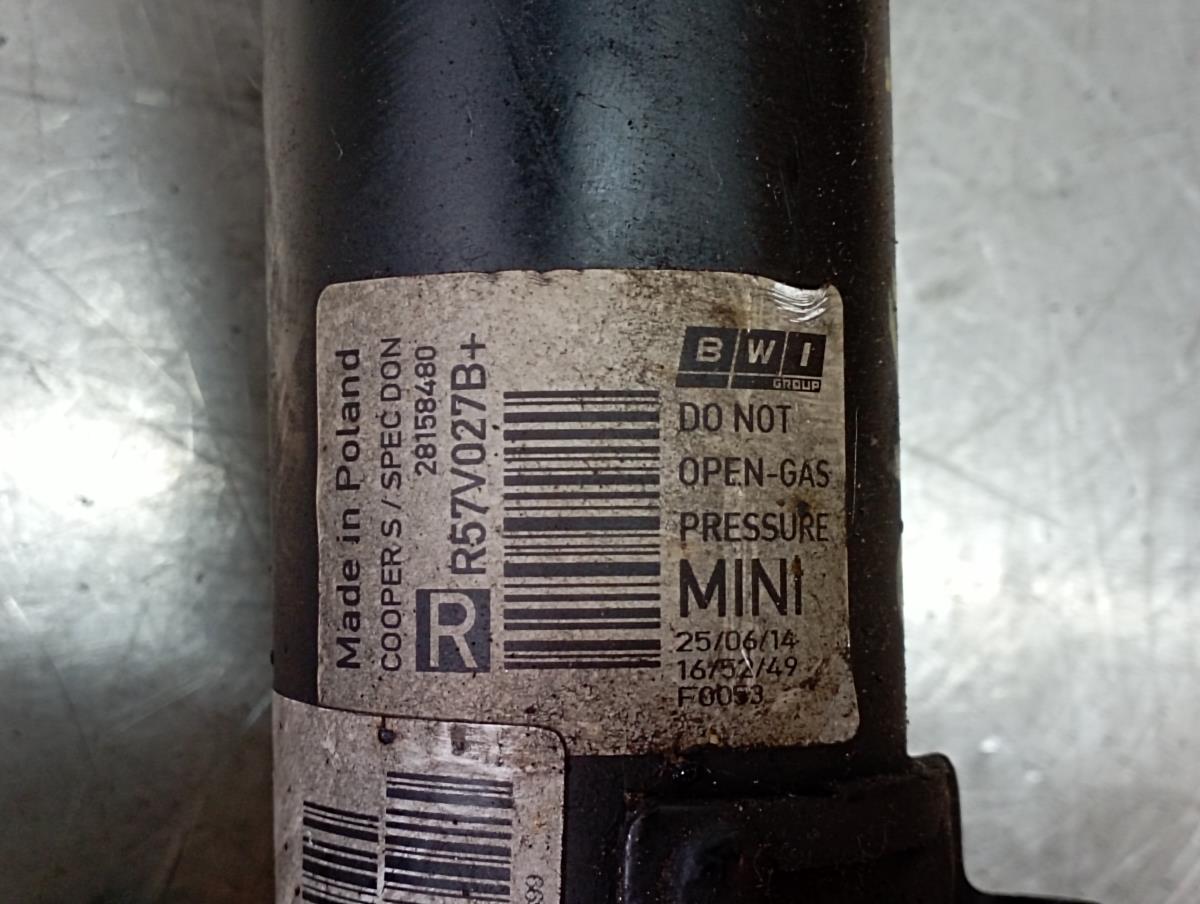 Made in Poland
COOPER S / SPEC DON
28158480
R57V027B+
R
BWI
GROUP
DO NOT
OPEN-GAS
PRESSURE
MINI
25/06/14
16/52/49
F0053
99